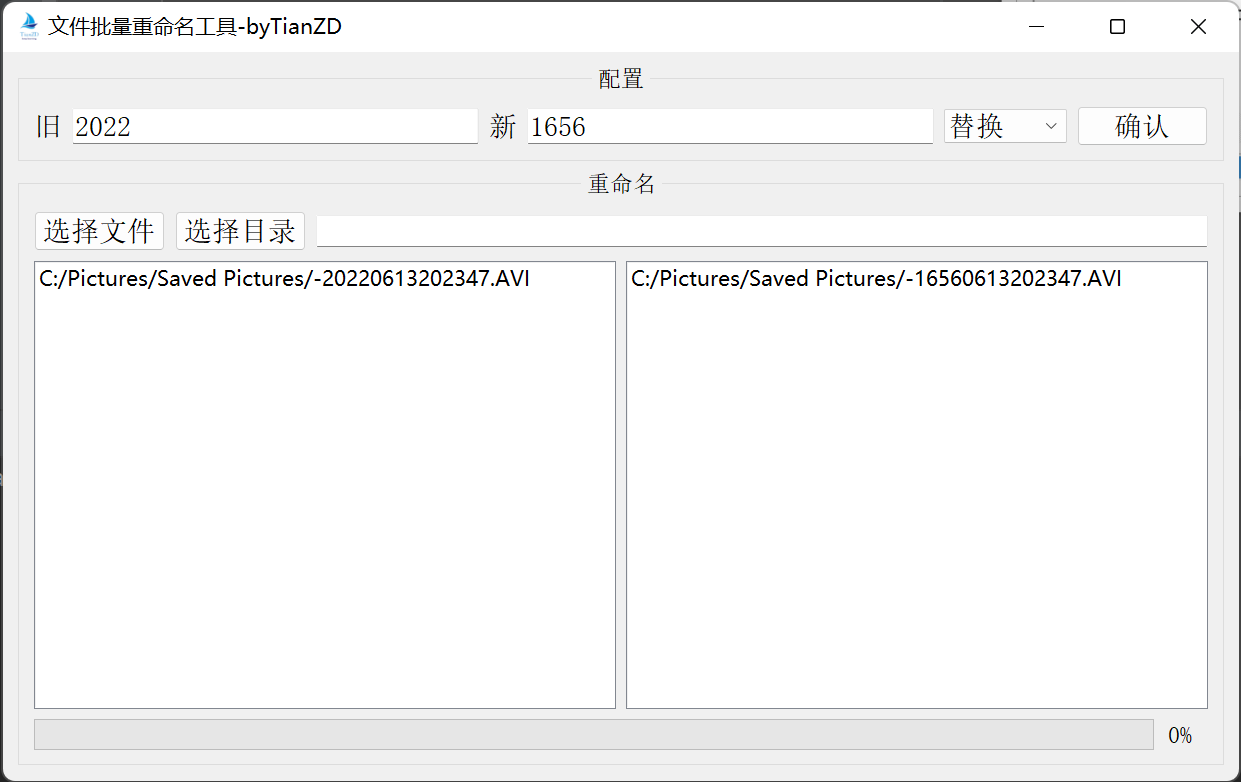 文件批量重命名工具-byTianZD
配置
旧 2022 新 1656 替换 确认
重命名
选择文件 选择目录
C:/Pictures/Saved Pictures/-20220613202347.AVI
C:/Pictures/Saved Pictures/-16560613202347.AVI
0%